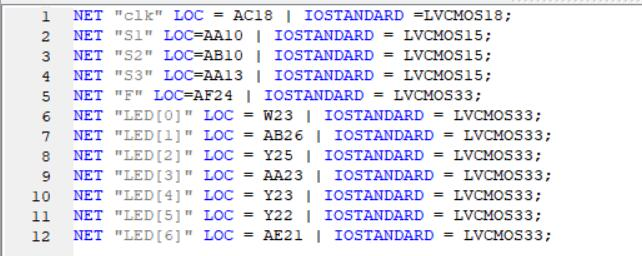 1 NET "clk" LOC = AC18 | IOSTANDARD =LVCMOS18;
2 NET "S1" LOC=AA10 | IOSTANDARD = LVCMOS15;
3 NET "S2" LOC=AB10 | IOSTANDARD = LVCMOS15;
4 NET "S3" LOC=AA13 | IOSTANDARD = LVCMOS15;
5 NET "F" LOC=AF24 | IOSTANDARD = LVCMOS33;
6 NET "LED[0]" LOC = W23 | IOSTANDARD = LVCMOS33;
7 NET "LED[1]" LOC = AB26 | IOSTANDARD = LVCMOS33;
8 NET "LED[2]" LOC = Y25 | IOSTANDARD = LVCMOS33;
9 NET "LED[3]" LOC = AA23 | IOSTANDARD = LVCMOS33;
10 NET "LED[4]" LOC = Y23 | IOSTANDARD = LVCMOS33;
11 NET "LED[5]" LOC = Y22 | IOSTANDARD = LVCMOS33;
12 NET "LED[6]" LOC = AE21 | IOSTANDARD = LVCMOS33;